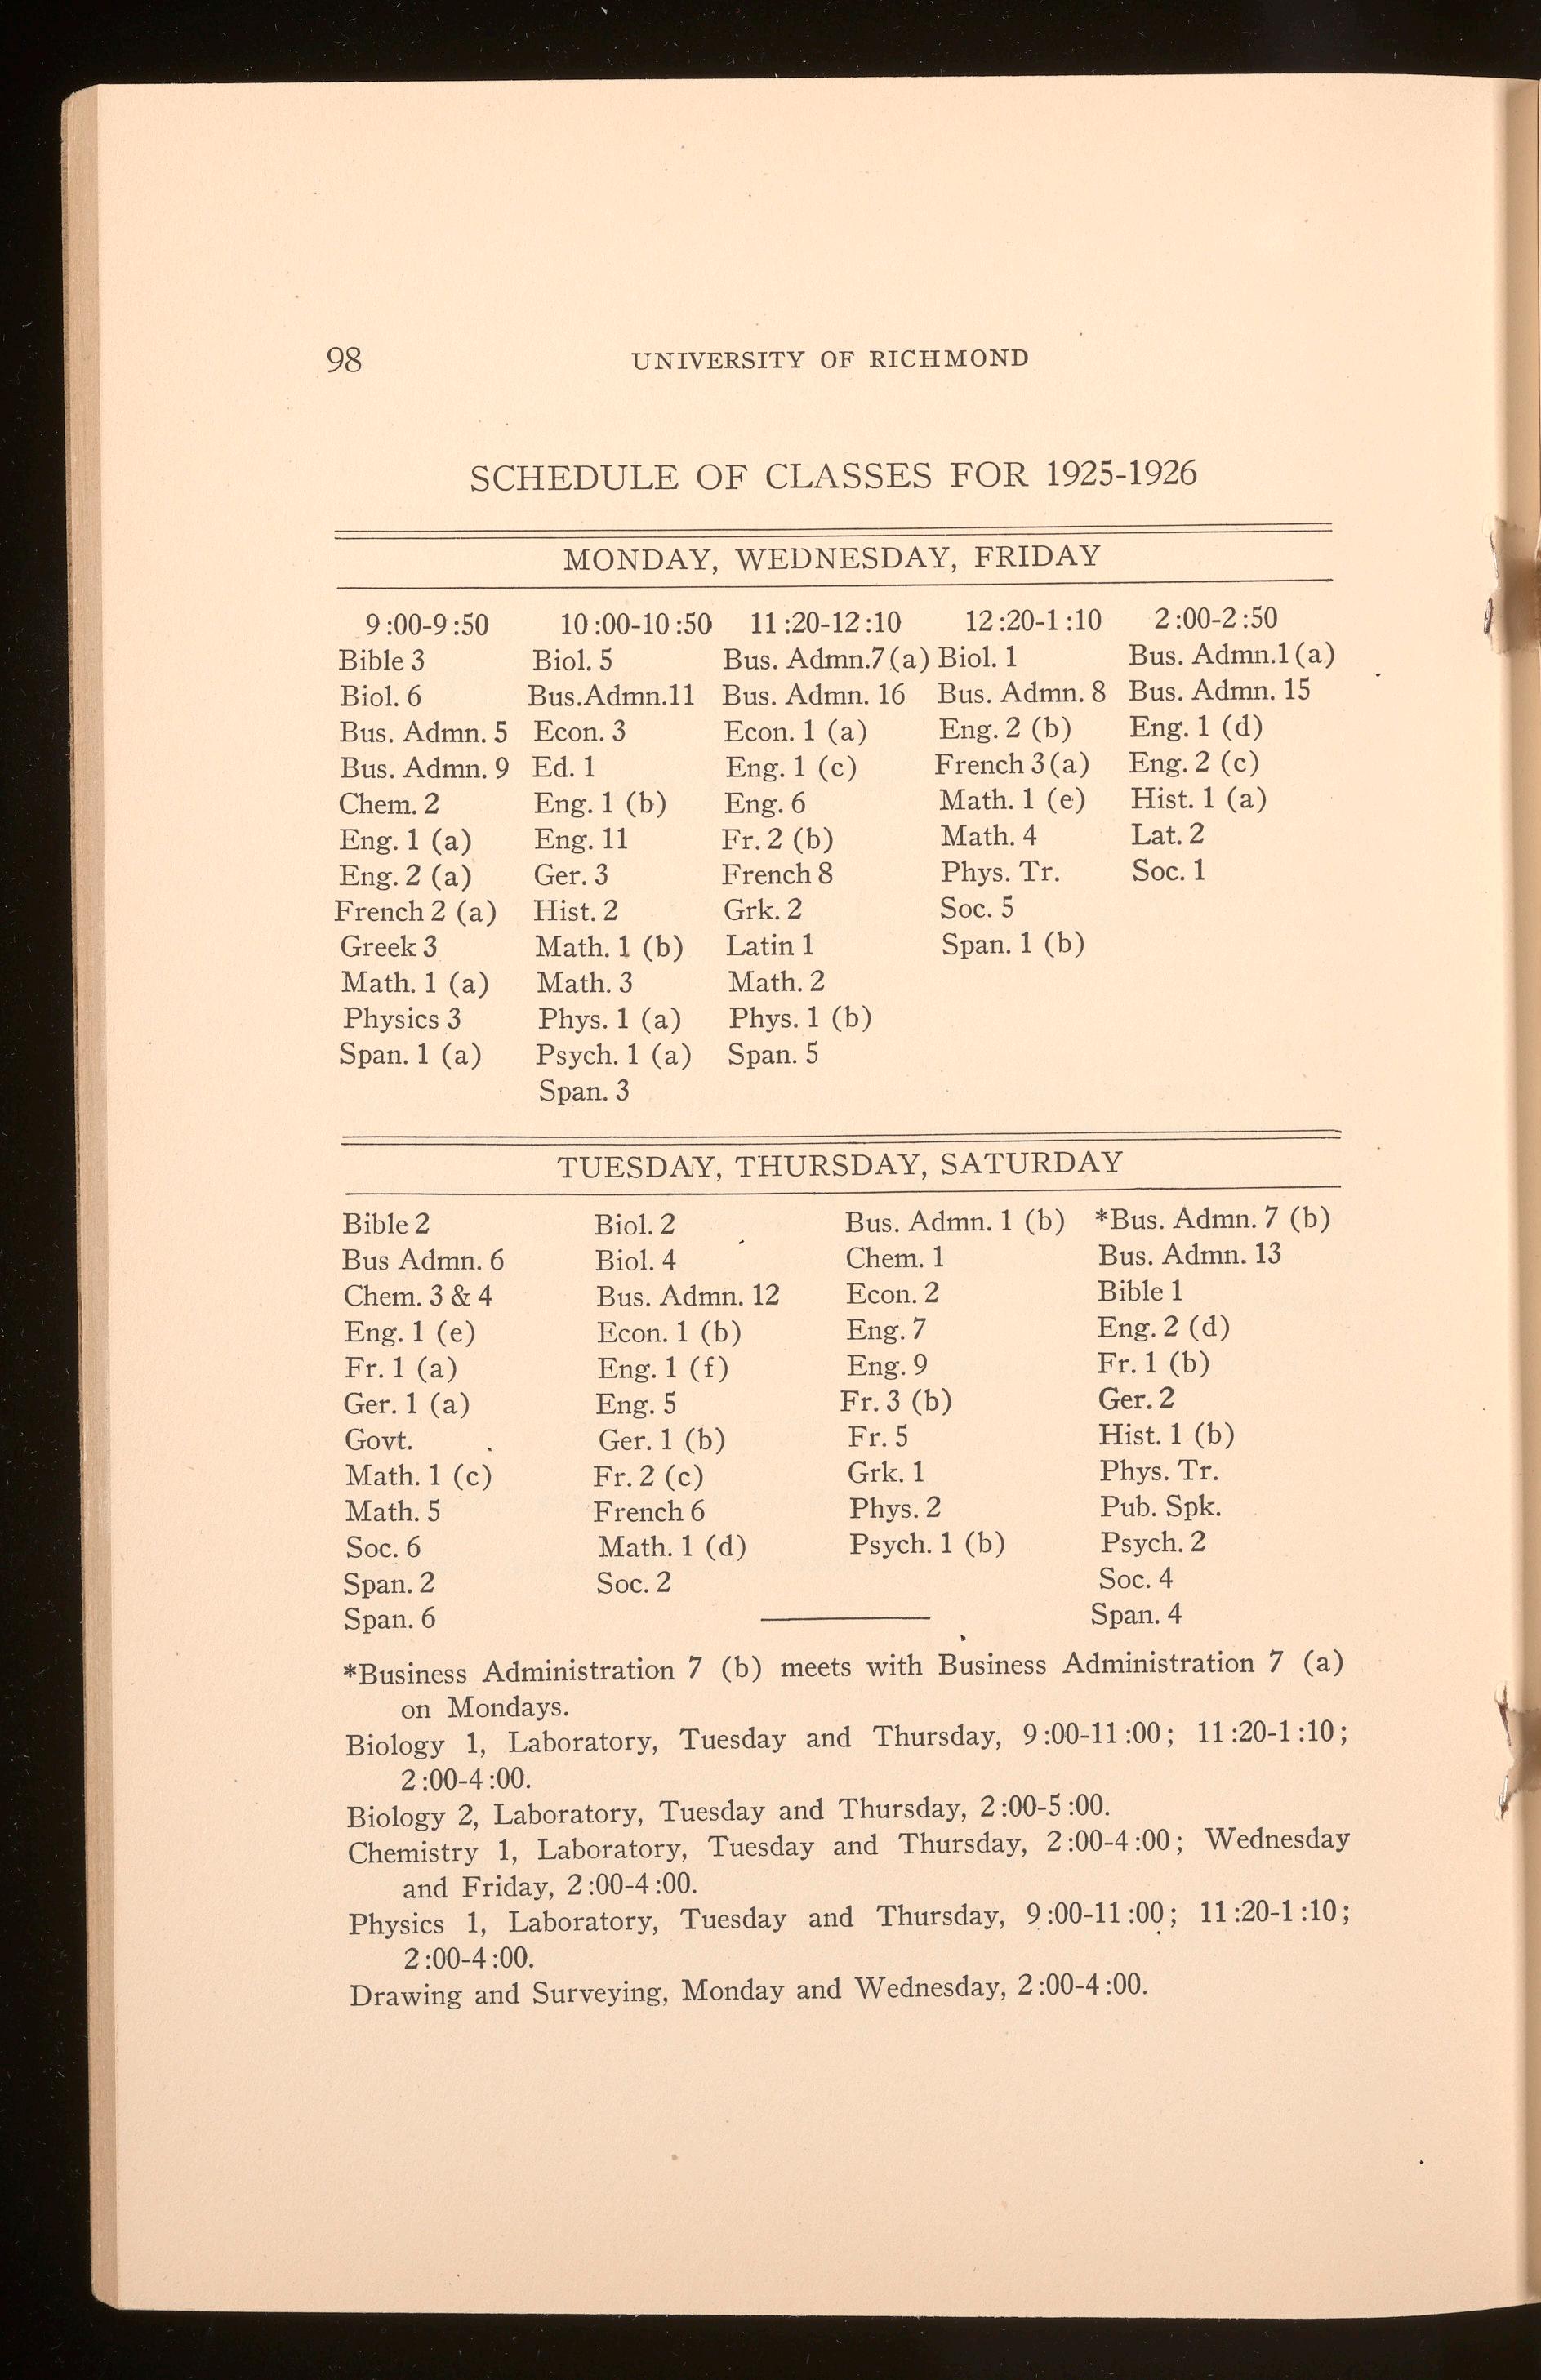 98 UNIVERSITY OF RICHMOND
SCHEDULE OF CLASSES FOR 1925-1926
MONDAY, WEDNESDAY, FRIDAY
9:00-9:50 10:00-10:50 11:20-12:10 12:20-1:10 2:00-2:50
Bible 3 Biol. 5 Bus. Admn.7(a) Biol. 1 Bus. Admn.1(a)
Biol. 6 Bus.Admn.11 Bus. Admn. 16 Bus. Admn. 8 Bus. Admn. 15
Bus. Admn. 5 Econ. 3 Econ. 1 (a) Eng. 2 (b) Eng. 1 (d)
Bus. Admn. 9 Ed. 1 Eng. 1 (c) French 3(a) Eng. 2 (c)
Chem. 2 Eng. 1 (b) Eng. 6 Math. 1 (e) Hist. 1 (a)
Eng. 1 (a) Eng. 11 Fr. 2 (b) Math. 4 Lat. 2
Eng. 2 (a) Ger. 3 French 8 Phys. Tr. Soc. 1
French 2 (a) Hist. 2 Grk. 2 Soc. 5
Greek 3 Math. 1 (b) Latin 1 Span. 1 (b)
Math. 1 (a) Math. 3 Math. 2
Physics 3 Phys. 1 (a) Phys. 1 (b)
Span. 1 (a) Psych. 1 (a) Span. 5
Span. 3
TUESDAY, THURSDAY, SATURDAY
Bible 2 Biol. 2 Bus. Admn. 1 (b) *Bus. Admn. 7 (b)
Bus Admn. 6 Biol. 4 Chem. 1 Bus. Admn. 13
Chem. 3 & 4 Bus. Admn. 12 Econ. 2 Bible 1
Eng. 1 (e) Econ. 1 (b) Eng. 7 Eng. 2 (d)
Fr. 1 (a) Eng. 1 (f) Eng. 9 Fr. 1 (b)
Ger. 1 (a) Eng. 5 Fr. 3 (b) Ger. 2
Govt. Ger. 1 (b) Fr. 5 Hist. 1 (b)
Math. 1 (c) Fr. 2 (c) Grk. 1 Phys. Tr.
Math. 5 French 6 Phys. 2 Pub. Spk.
Soc. 6 Math. 1 (d) Psych. 1 (b) Psych. 2
Span. 2 Soc. 2 Soc. 4
Span. 6 Span. 4
*Business Administration 7 (b) meets with Business Administration 7 (a)
on Mondays.
Biology 1, Laboratory, Tuesday and Thursday, 9:00-11:00; 11:20-1:10;
2:00-4:00.
Biology 2, Laboratory, Tuesday and Thursday, 2:00-5:00.
Chemistry 1, Laboratory, Tuesday and Thursday, 2:00-4:00; Wednesday
and Friday, 2:00-4:00.
Physics 1, Laboratory, Tuesday and Thursday, 9:00-11:00; 11:20-1:10;
2:00-4:00.
Drawing and Surveying, Monday and Wednesday, 2:00-4:00.